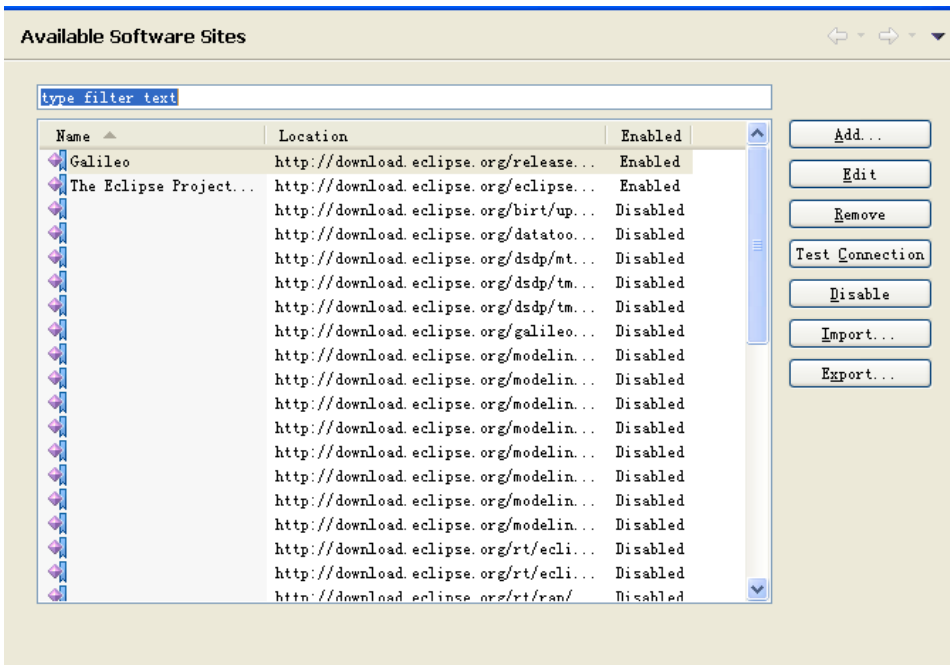 Available Software Sites
type filter text
Name Location Enabled
Galileo http://download.eclipse.org/release... Enabled
The Eclipse Project... http://download.eclipse.org/eclipse... Enabled
http://download.eclipse.org/birt/up... Disabled
http://download.eclipse.org/datatoo... Disabled
http://download.eclipse.org/dsdp/mt... Disabled
http://download.eclipse.org/dsdp/tm... Disabled
http://download.eclipse.org/dsdp/tm... Disabled
http://download.eclipse.org/galileo... Disabled
http://download.eclipse.org/modelin... Disabled
http://download.eclipse.org/modelin... Disabled
http://download.eclipse.org/modelin... Disabled
http://download.eclipse.org/modelin... Disabled
http://download.eclipse.org/modelin... Disabled
http://download.eclipse.org/modelin... Disabled
http://download.eclipse.org/modelin... Disabled
http://download.eclipse.org/modelin... Disabled
http://download.eclipse.org/rt/ecli... Disabled
http://download.eclipse.org/rt/ecli... Disabled
http://download.eclipse.org/rt/rap/ Disabled
Add...
Edit
Remove
Test Connection
Disable
Import...
Export...